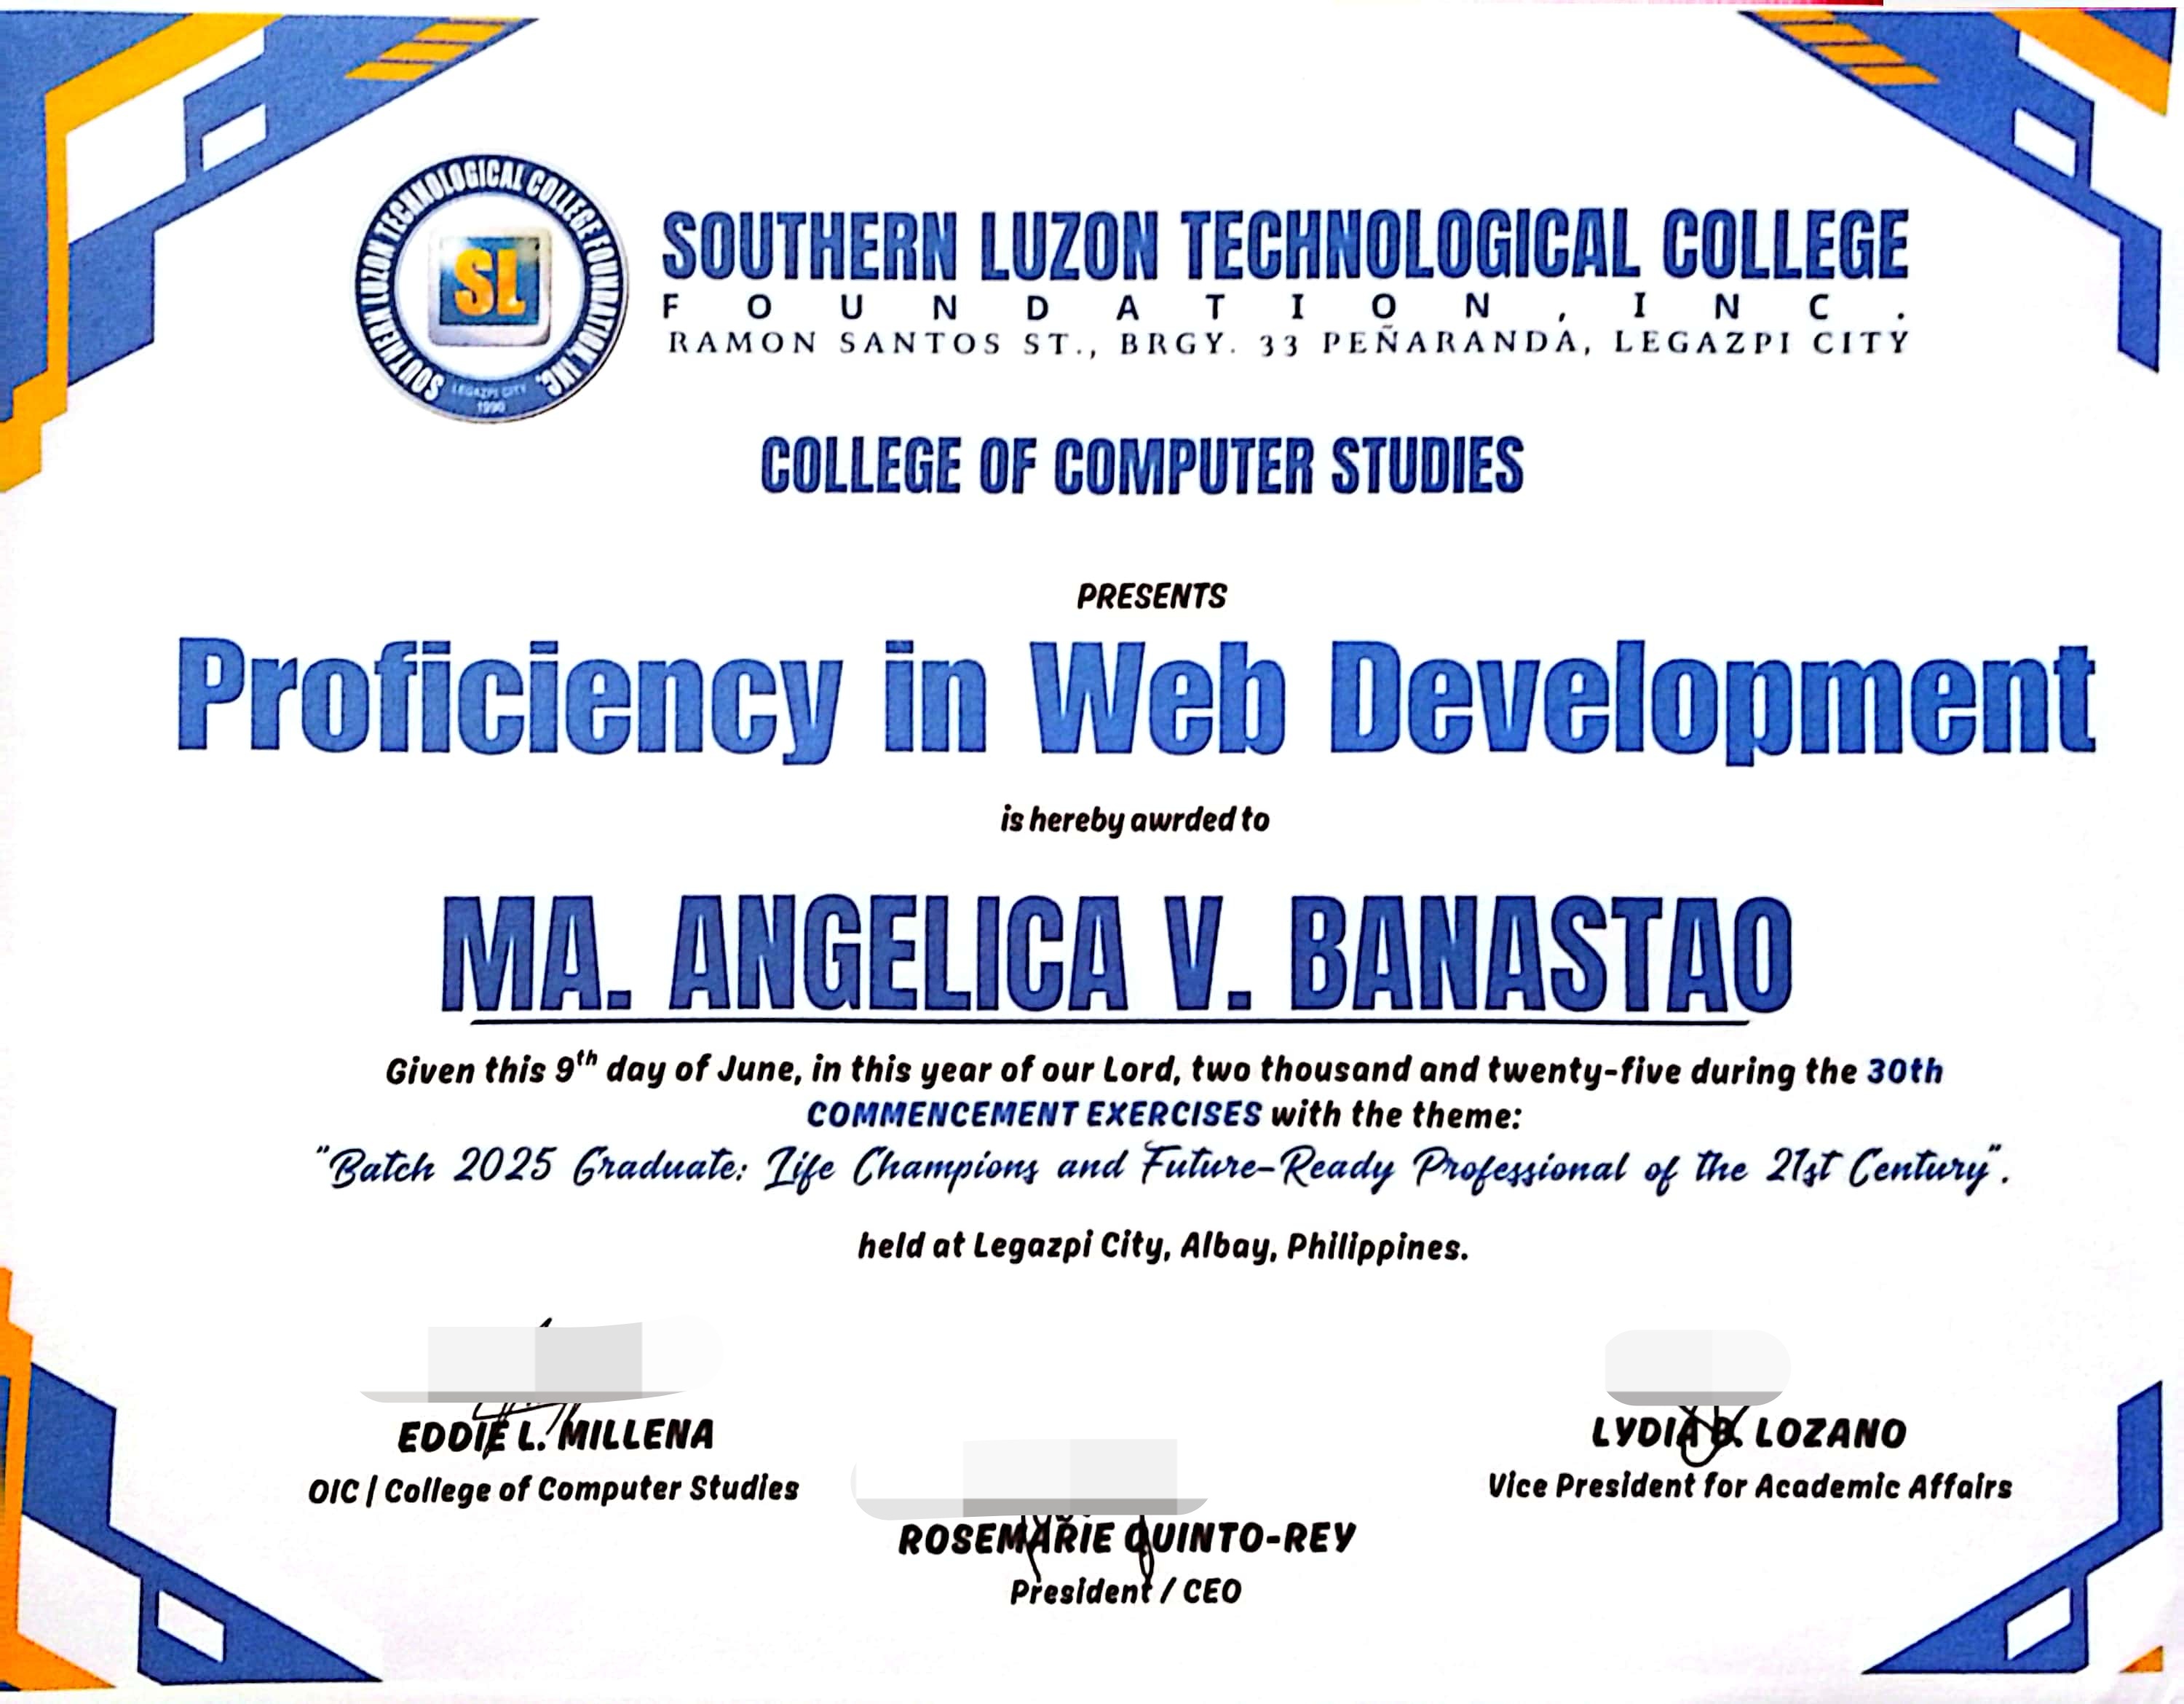 SOUTHERN LUZON TECHNOLOGICAL COLLEGE FOUNDATION, INC.
SL
LEGAZPI CITY
1990
SOUTHERN LUZON TECHNOLOGICAL COLLEGE
FOUNDATION, INC.
RAMON SANTOS ST., BRGY. 33 PEÑARANDA, LEGAZPI CITY
COLLEGE OF COMPUTER STUDIES
PRESENTS
Proficiency in Web Development
is hereby awrded to
MA. ANGELICA V. BANASTAO
Given this 9th day of June, in this year of our Lord, two thousand and twenty-five during the 30th
COMMENCEMENT EXERCISES with the theme:
"Batch 2025 Graduate: Life Champions and Future-Ready Professional of the 21st Century".
held at Legazpi City, Albay, Philippines.
EDDIE L. MILLENA
OIC | College of Computer Studies
LYDIA B. LOZANO
Vice President for Academic Affairs
ROSEMARIE QUINTO-REY
President / CEO